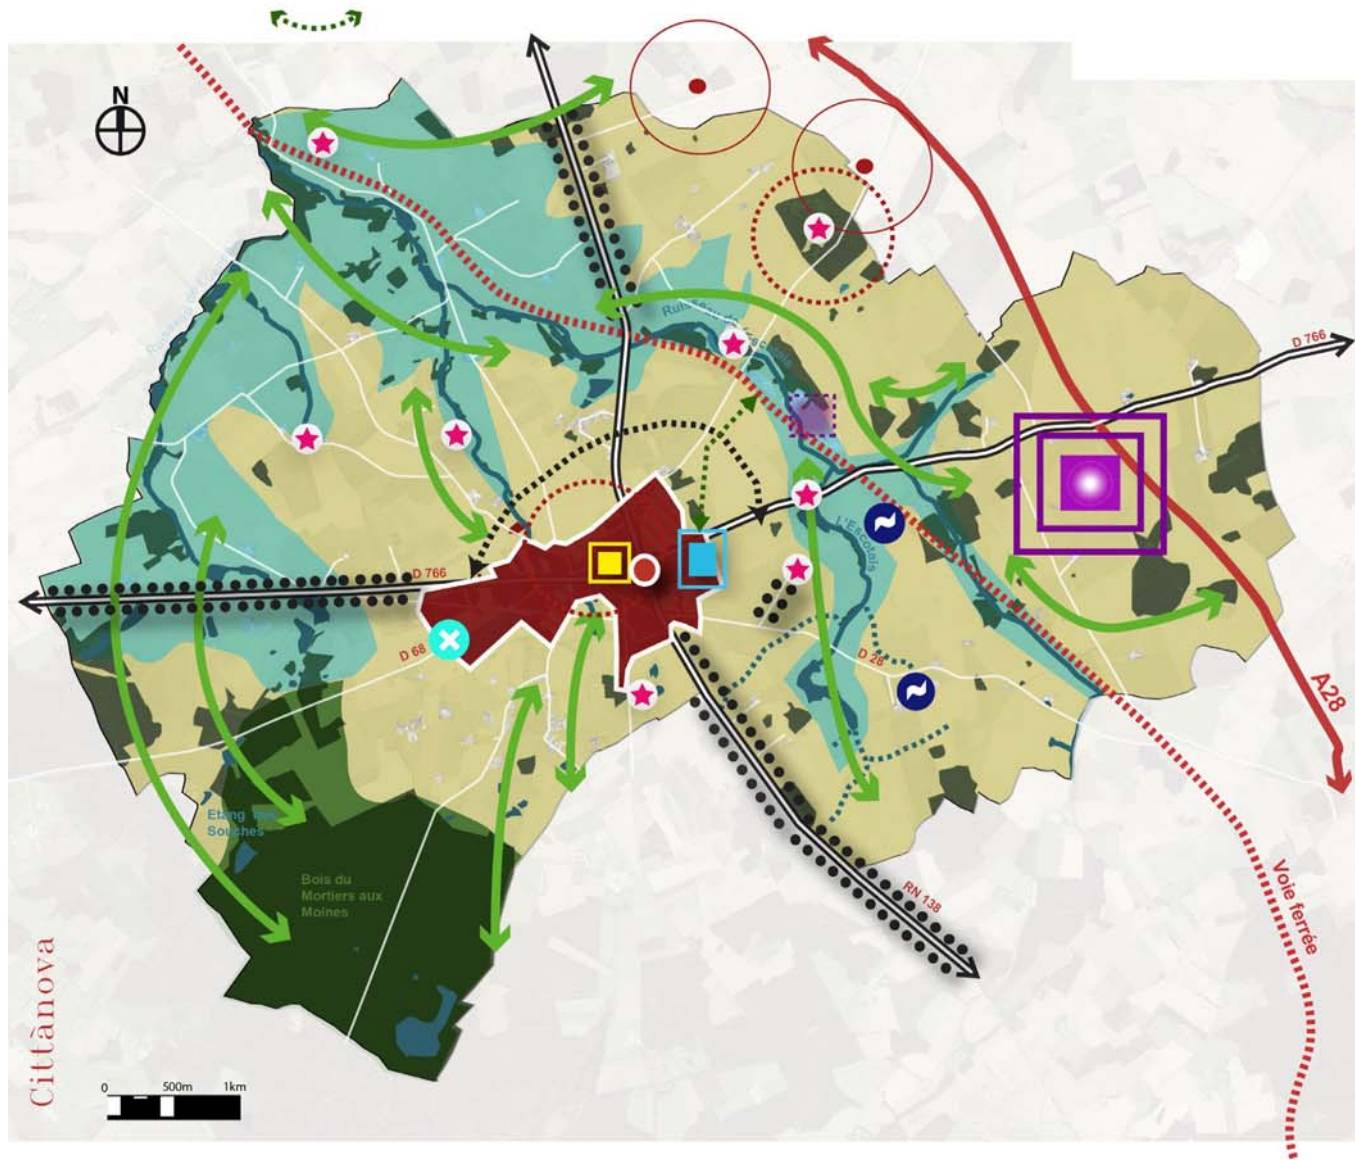 N
D 766
Ruisseau de
L'Escotais
D 766
D 68
D 28
A28
Etang des
Souches
Bois du
Mortiers aux
Moines
RN 138
Voie ferrée
Cittànova
0 500m 1km